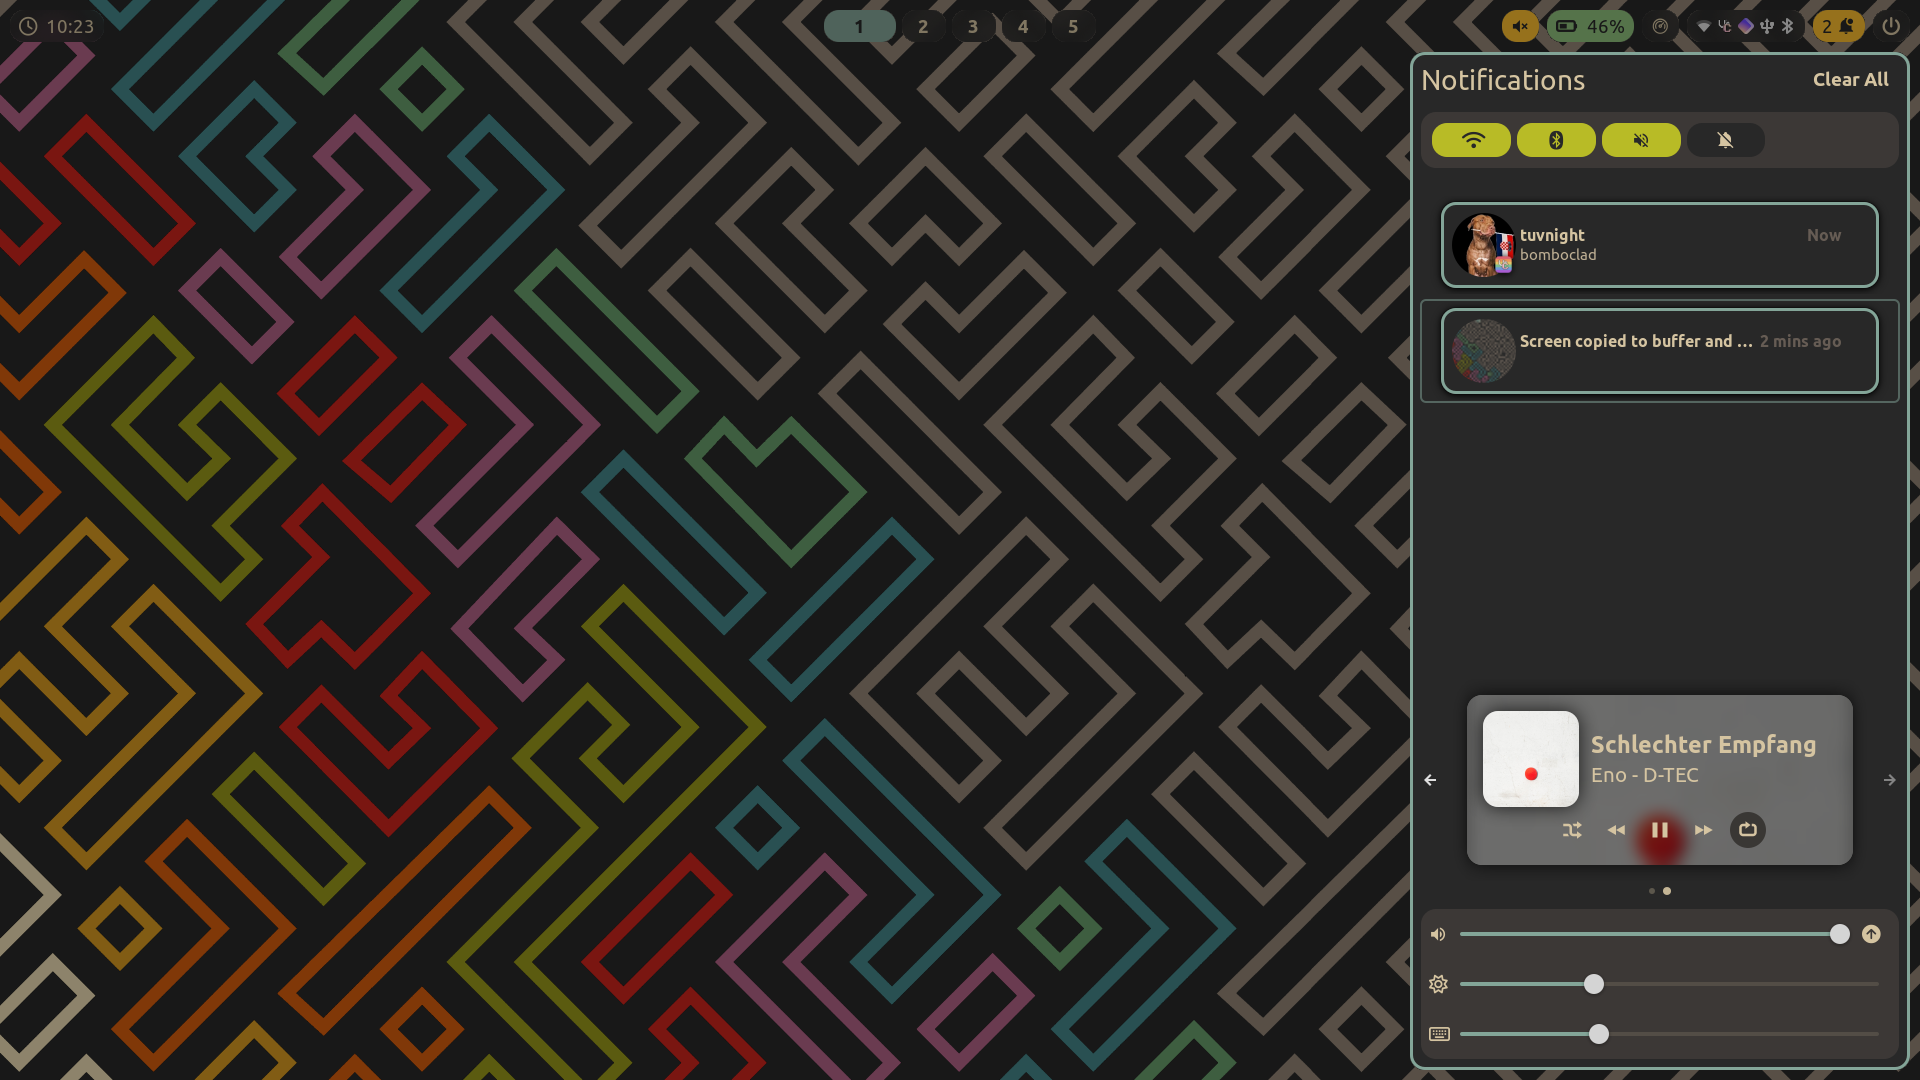 10:23
1
2
3
4
5
46%
2
Notifications
Clear All
tuvnight
Now
bomboclad
Screen copied to buffer and ...
2 mins ago
Schlechter Empfang
Eno - D-TEC